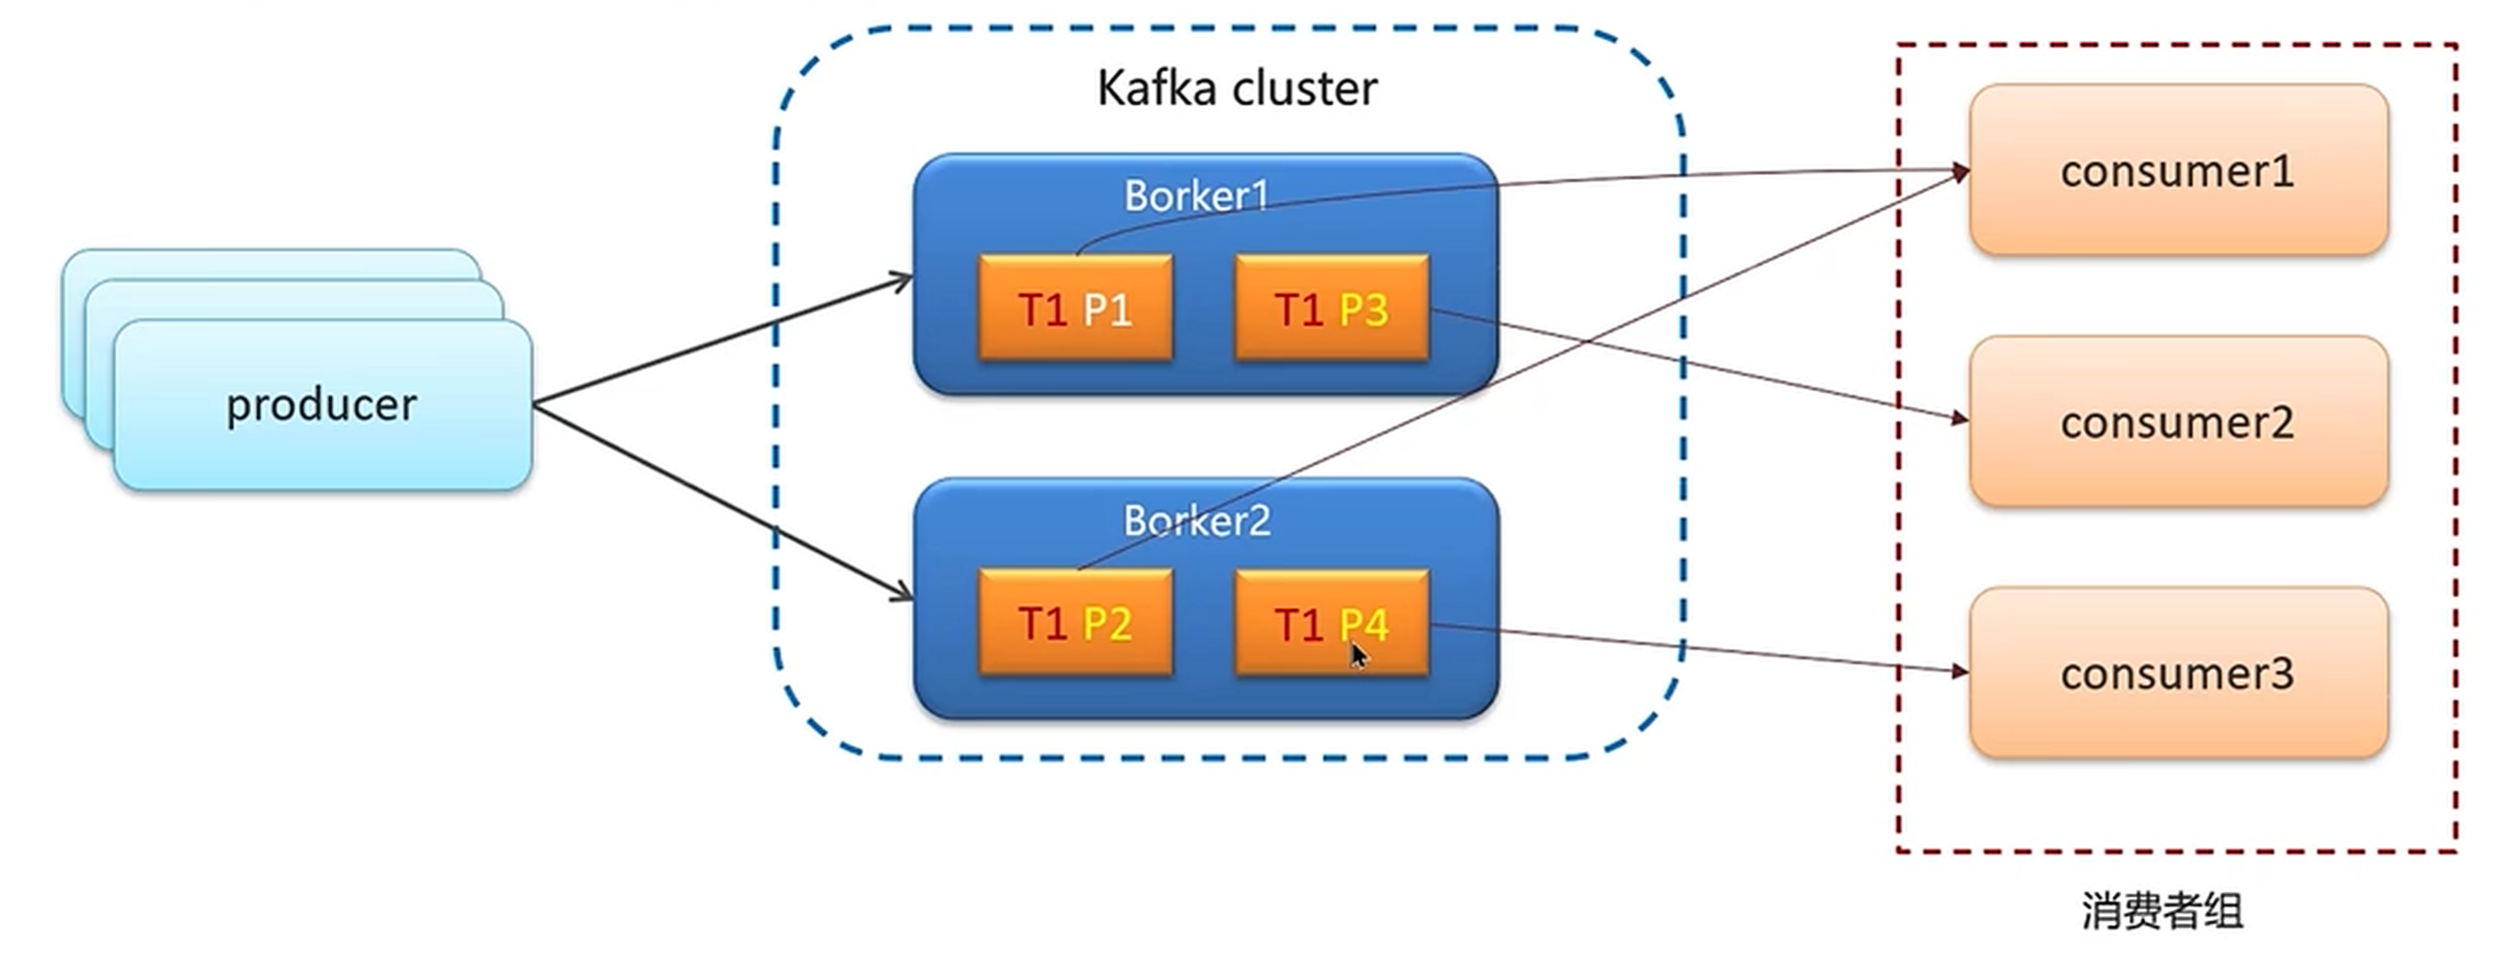 Kafka cluster
producer
Borker1
T1 P1
T1 P3
Borker2
T1 P2
T1 P4
consumer1
consumer2
consumer3
消费者组